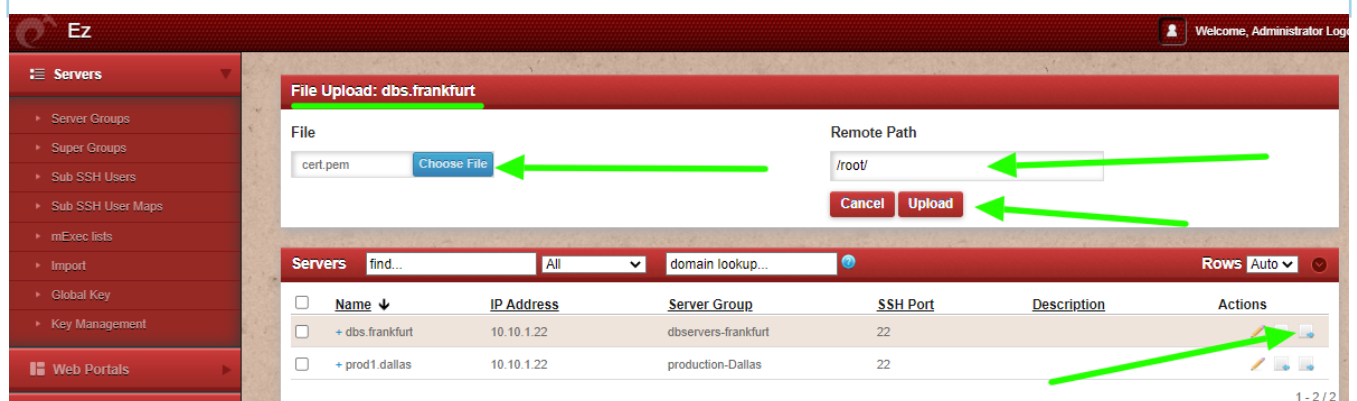 Ez
Welcome, Administrator Logo
Servers
Server Groups
Super Groups
Sub SSH Users
Sub SSH User Maps
mExec lists
Import
Global Key
Key Management
Web Portals
File Upload: dbs.frankfurt
File
Remote Path
cert.pem Choose File
/root/
Cancel Upload
Servers find... All domain lookup... Rows Auto
Name IP Address Server Group SSH Port Description Actions
+ dbs.frankfurt 10.10.1.22 dbservers-frankfurt 22
+ prod1.dallas 10.10.1.22 production-Dallas 22
1 - 2 / 2